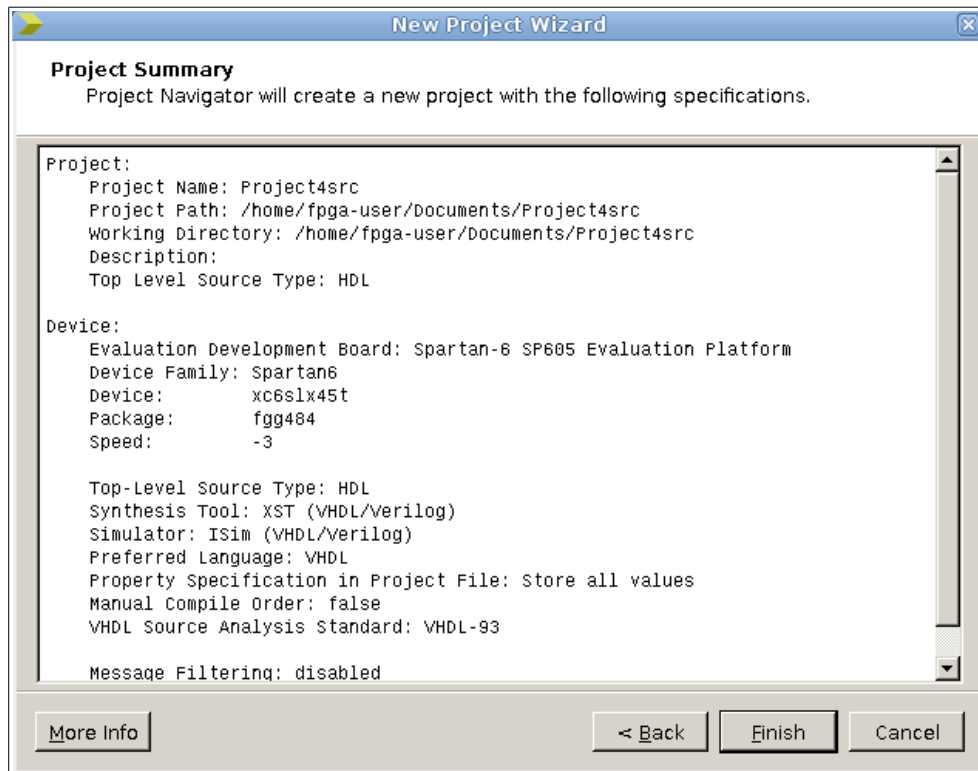 New Project Wizard
Project Summary
Project Navigator will create a new project with the following specifications.
Project:
Project Name: Project4src
Project Path: /home/fpga-user/Documents/Project4src
Working Directory: /home/fpga-user/Documents/Project4src
Description:
Top Level Source Type: HDL
Device:
Evaluation Development Board: Spartan-6 SP605 Evaluation Platform
Device Family: Spartan6
Device: xc6slx45t
Package: fgg484
Speed: -3
Top-Level Source Type: HDL
Synthesis Tool: XST (VHDL/Verilog)
Simulator: ISim (VHDL/Verilog)
Preferred Language: VHDL
Property Specification in Project File: Store all values
Manual Compile Order: false
VHDL Source Analysis Standard: VHDL-93
Message Filtering: disabled
More Info
< Back
Finish
Cancel